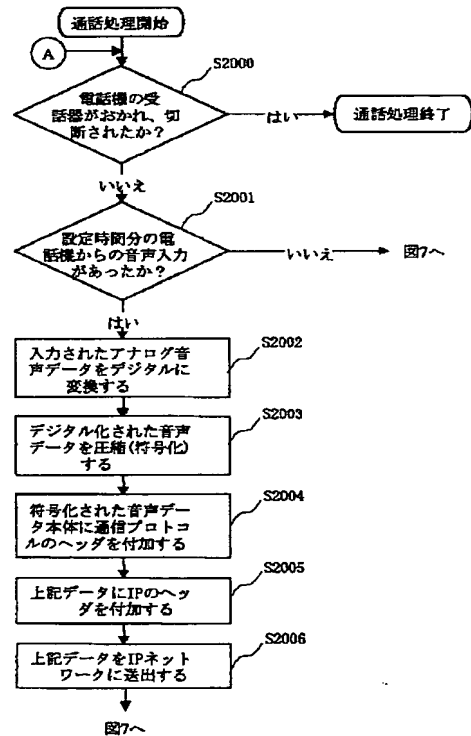 通話処理開始
A
S2000
電話機の受
話器がおかれ、切
断されたか?
はい
通話処理終了
いいえ
S2001
設定時間分の電
話機からの音声入力
があったか?
いいえ
図7へ
はい
S2002
入力されたアナログ音
声データをデジタルに
変換する
S2003
デジタル化された音声
データを圧縮(符号化)
する
S2004
符号化された音声デー
タ本体に通信プロトコ
ルのヘッダを付加する
S2005
上記データにIPのヘッ
ダを付加する
S2006
上記データをIPネット
ワークに送出する
図7へ